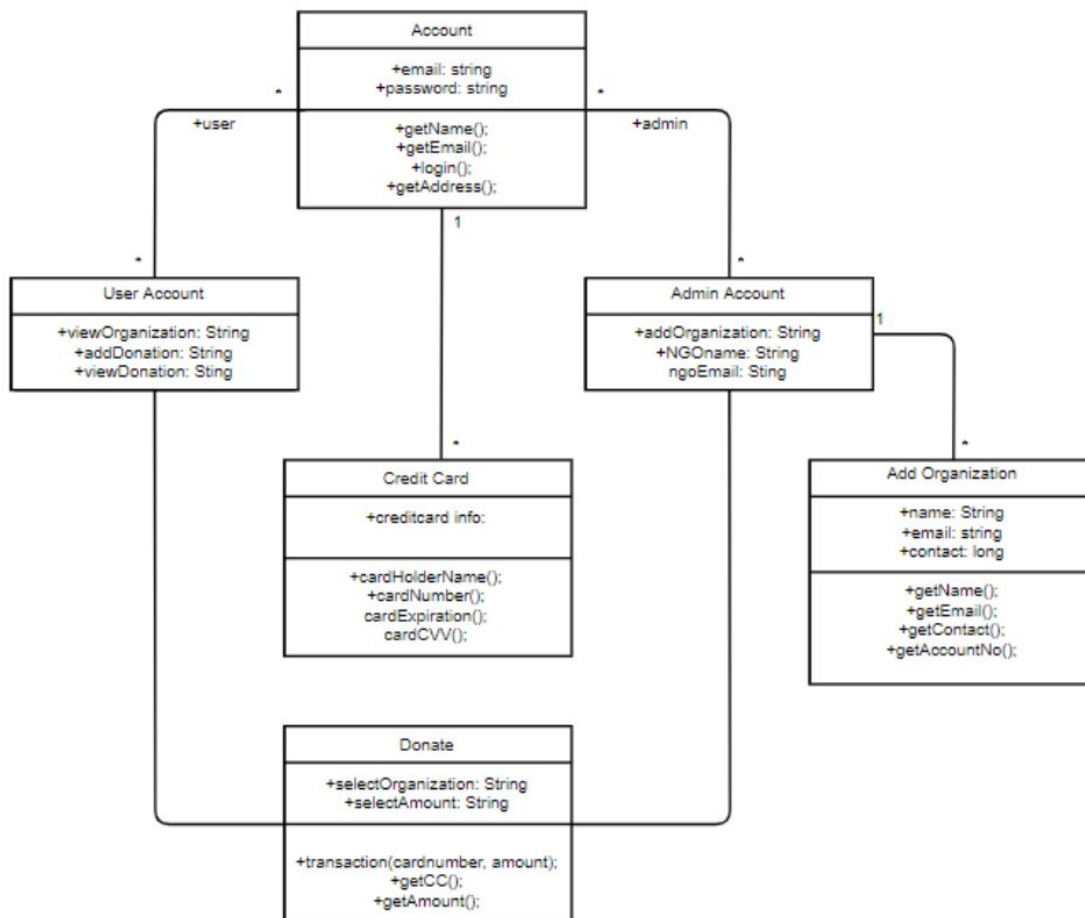 Account
+email: string
+password: string
*
*
+user
+admin
+getName();
+getEmail();
+login();
+getAddress();
1
*
*
User Account
+viewOrganization: String
+addDonation: String
+viewDonation: Sting
Admin Account
+addOrganization: String
+NGOname: String
ngoEmail: Sting
1
*
*
Credit Card
+creditcard info:
+cardHolderName();
+cardNumber();
cardExpiration();
cardCVV();
Add Organization
+name: String
+email: string
+contact: long
+getName();
+getEmail();
+getContact();
+getAccountNo();
Donate
+selectOrganization: String
+selectAmount: String
+transaction(cardnumber, amount);
+getCC();
+getAmount();